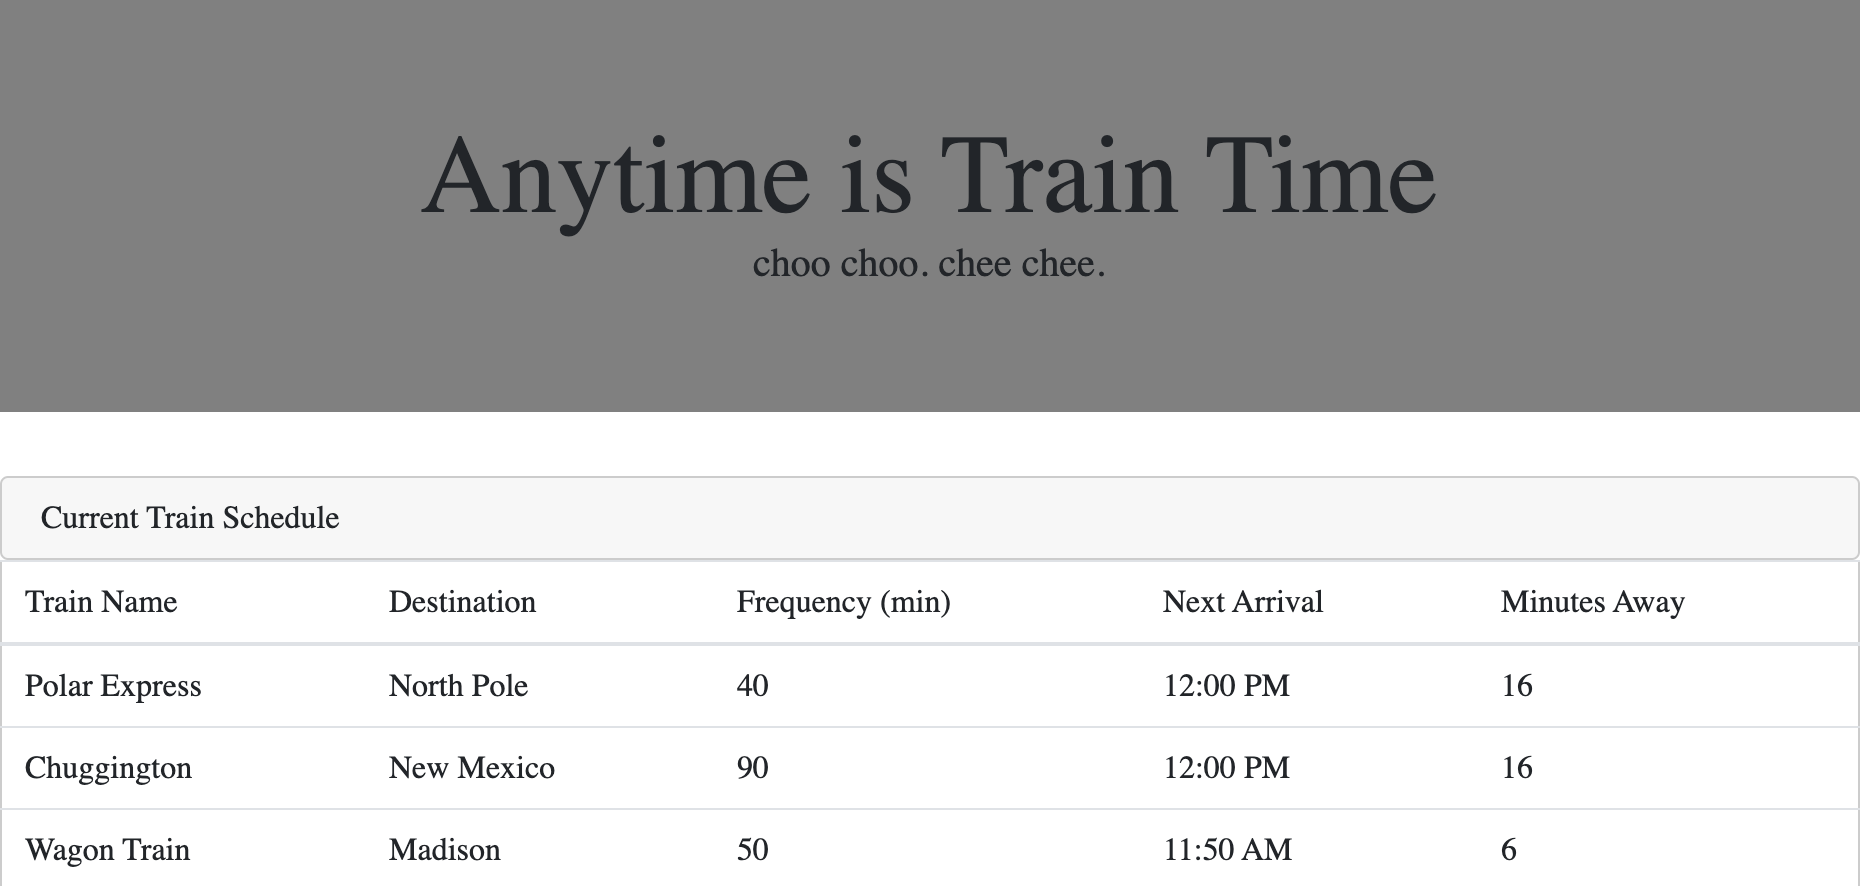 Anytime is Train Time
choo choo. chee chee.
Current Train Schedule
Train Name Destination Frequency (min) Next Arrival Minutes Away
Polar Express North Pole 40 12:00 PM 16
Chuggington New Mexico 90 12:00 PM 16
Wagon Train Madison 50 11:50 AM 6